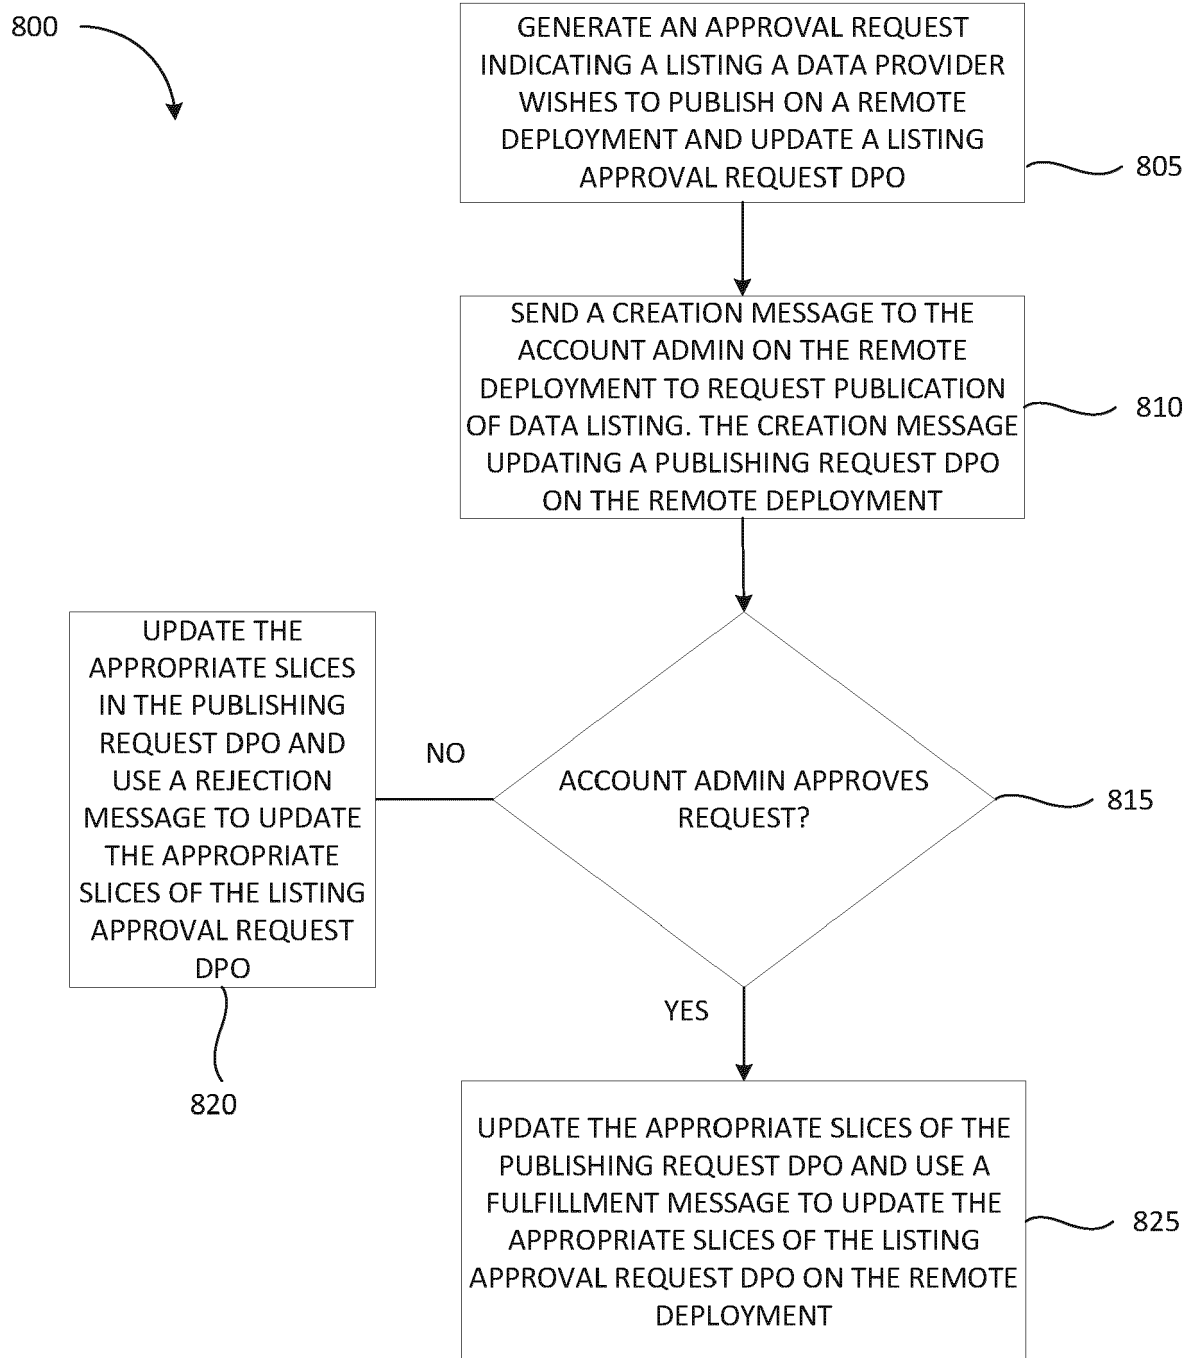 800
GENERATE AN APPROVAL REQUEST
INDICATING A LISTING A DATA PROVIDER
WISHES TO PUBLISH ON A REMOTE
DEPLOYMENT AND UPDATE A LISTING
APPROVAL REQUEST DPO
805
SEND A CREATION MESSAGE TO THE
ACCOUNT ADMIN ON THE REMOTE
DEPLOYMENT TO REQUEST PUBLICATION
OF DATA LISTING. THE CREATION MESSAGE
UPDATING A PUBLISHING REQUEST DPO
ON THE REMOTE DEPLOYMENT
810
ACCOUNT ADMIN APPROVES
REQUEST?
815
NO
UPDATE THE
APPROPRIATE SLICES
IN THE PUBLISHING
REQUEST DPO AND
USE A REJECTION
MESSAGE TO UPDATE
THE APPROPRIATE
SLICES OF THE LISTING
APPROVAL REQUEST
DPO
820
YES
UPDATE THE APPROPRIATE SLICES OF THE
PUBLISHING REQUEST DPO AND USE A
FULFILLMENT MESSAGE TO UPDATE THE
APPROPRIATE SLICES OF THE LISTING
APPROVAL REQUEST DPO ON THE REMOTE
DEPLOYMENT
825